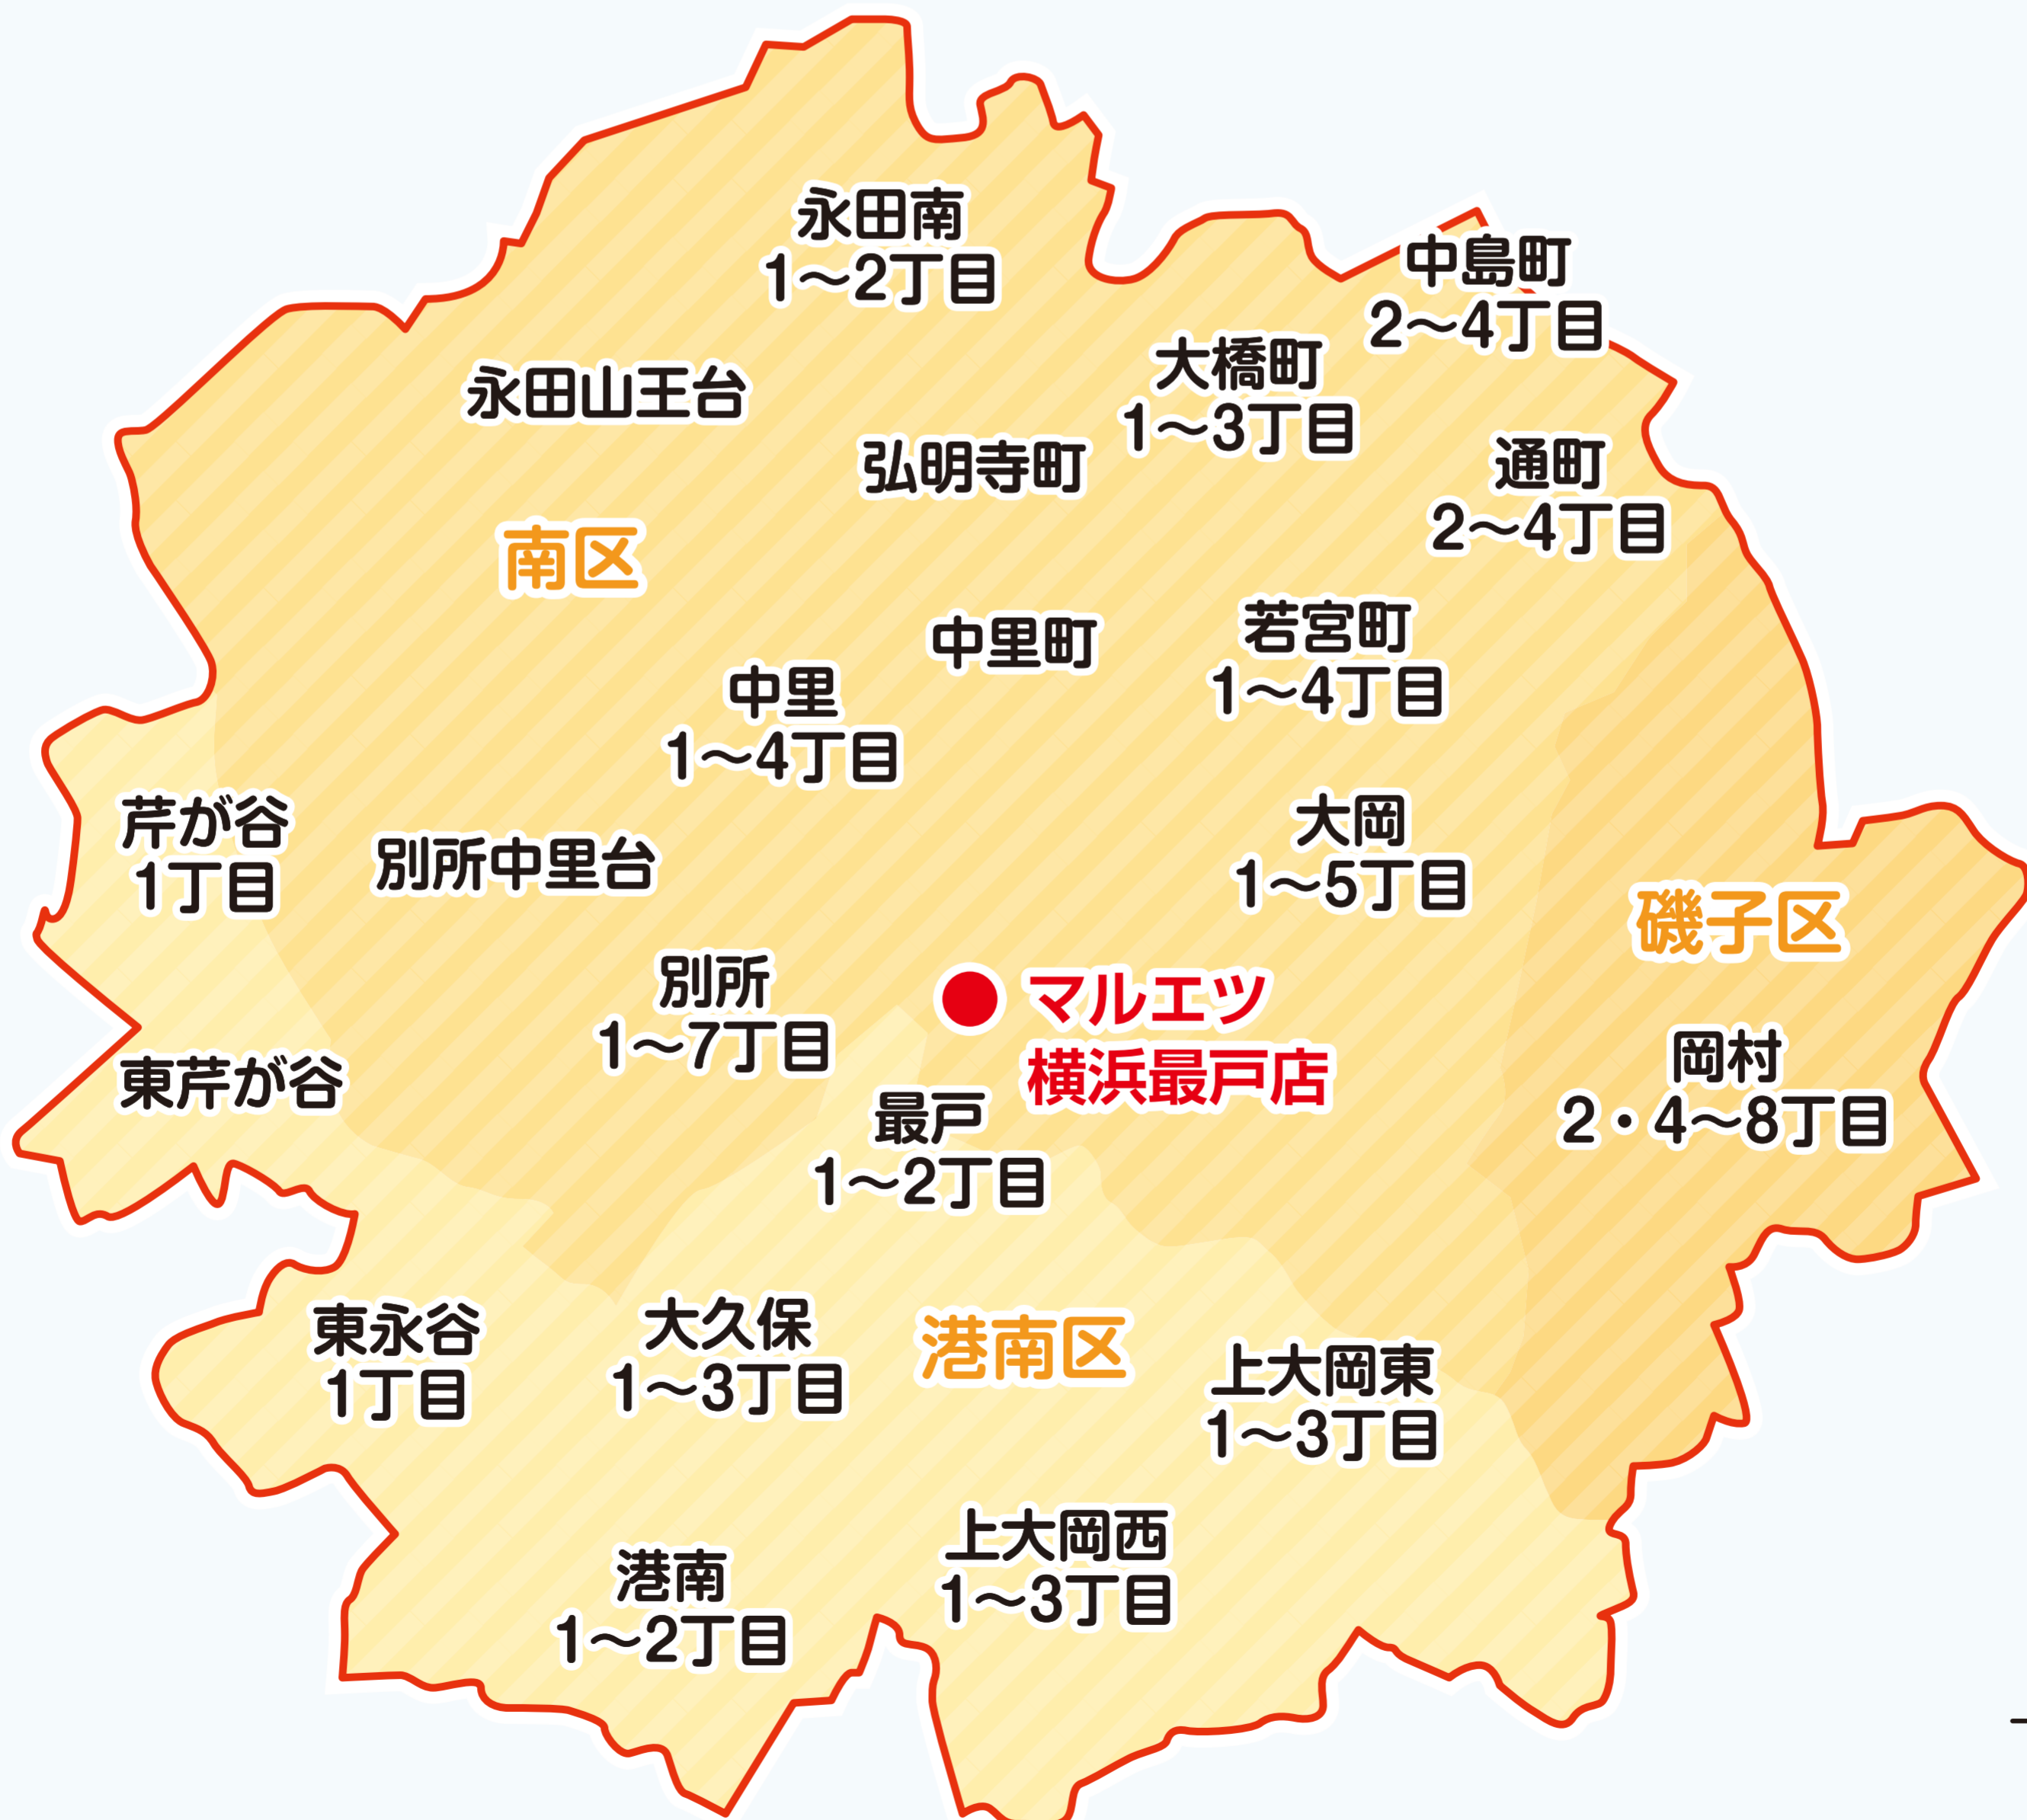 永田南
1～2丁目
中島町
2～4丁目
大橋町
1～3丁目
永田山王台
弘明寺町
通町
2～4丁目
南区
中里町
若宮町
1～4丁目
中里
1～4丁目
芹が谷
1丁目
別所中里台
大岡
1～5丁目
磯子区
別所
1～7丁目
マルエツ
横浜最戸店
岡村
2・4～8丁目
東芹が谷
最戸
1～2丁目
東永谷
1丁目
大久保
1～3丁目
港南区
上大岡東
1～3丁目
上大岡西
1～3丁目
港南
1～2丁目